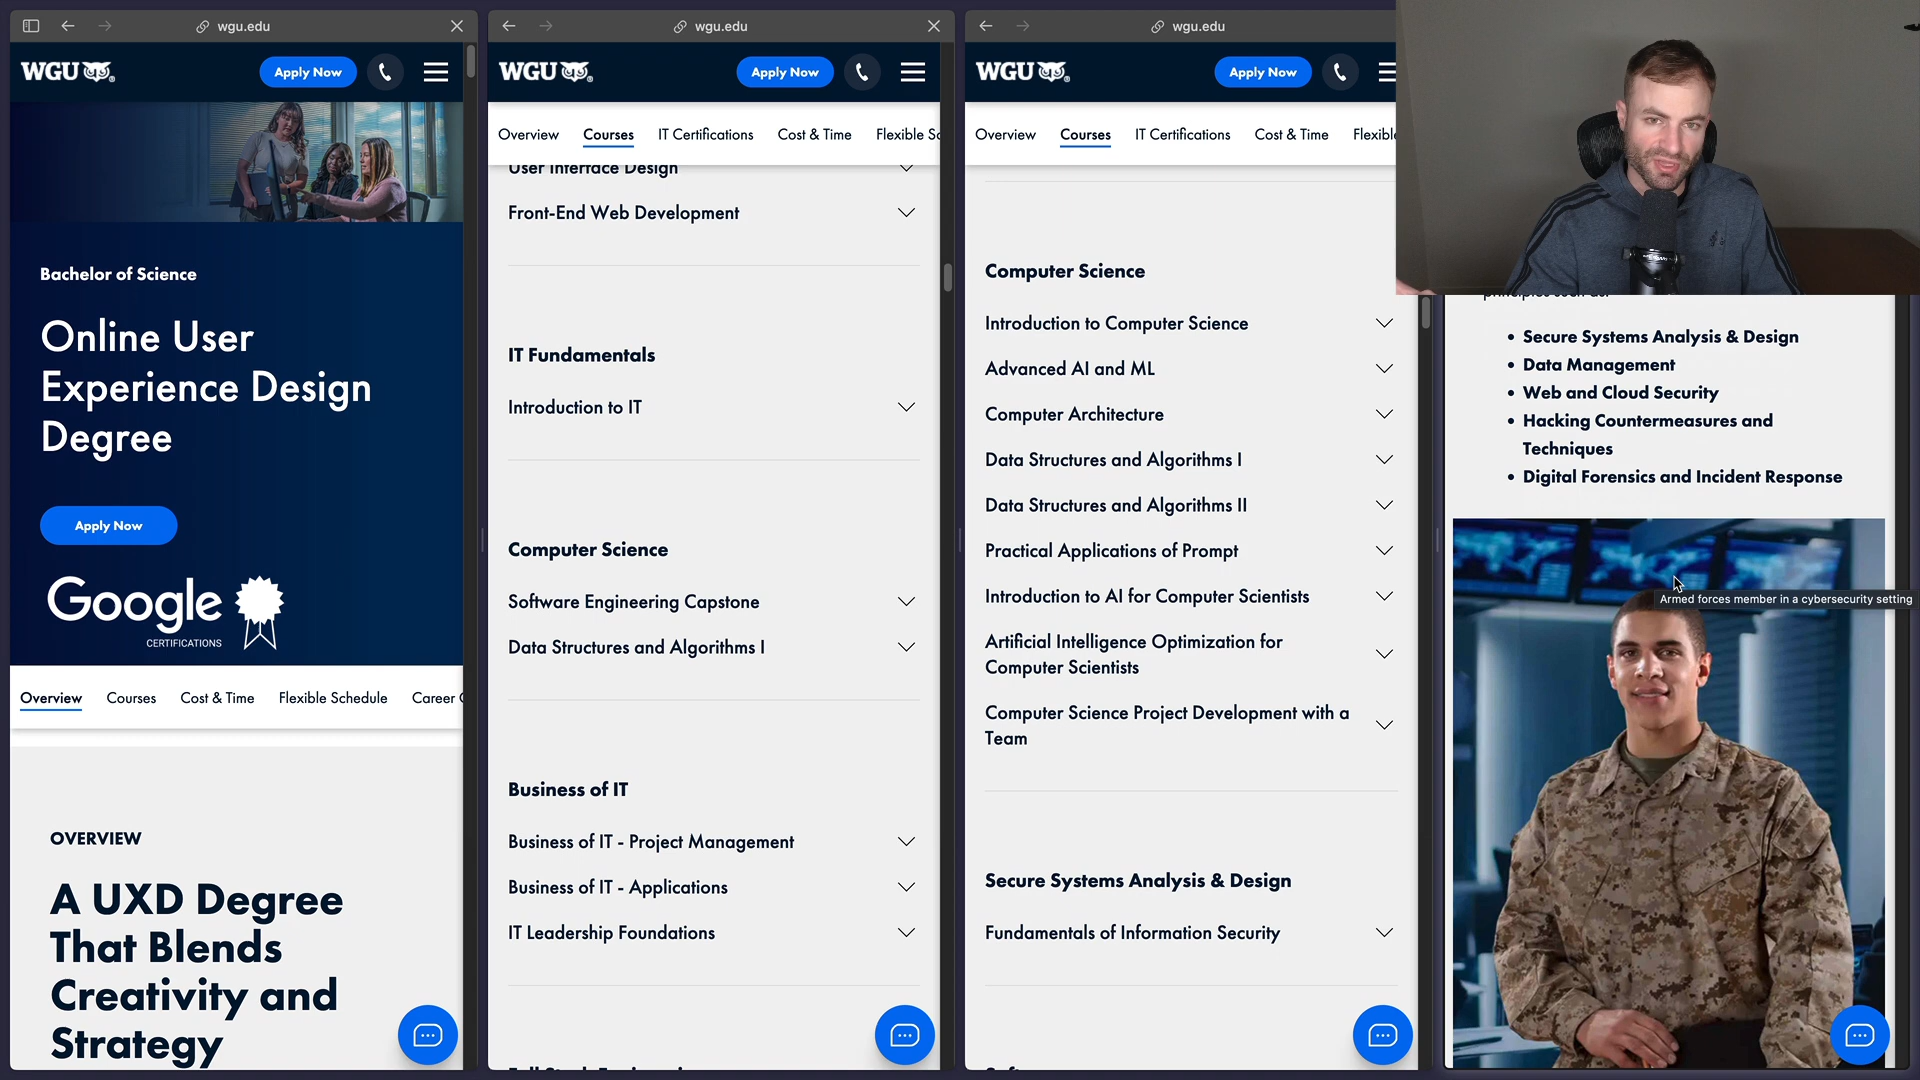 wgu.edu
WGU
Apply Now
Bachelor of Science
Online User
Experience Design
Degree
Apply Now
Google
CERTIFICATIONS
Overview Courses Cost & Time Flexible Schedule Career
OVERVIEW
A UXD Degree
That Blends
Creativity and
Strategy
wgu.edu
WGU
Apply Now
Overview Courses IT Certifications Cost & Time Flexible
User Interface Design
Front-End Web Development
IT Fundamentals
Introduction to IT
Computer Science
Software Engineering Capstone
Data Structures and Algorithms I
Business of IT
Business of IT - Project Management
Business of IT - Applications
IT Leadership Foundations
wgu.edu
WGU
Apply Now
Overview Courses IT Certifications Cost & Time
Computer Science
Introduction to Computer Science
Advanced AI and ML
Computer Architecture
Data Structures and Algorithms I
Data Structures and Algorithms II
Practical Applications of Prompt
Introduction to AI for Computer Scientists
Artificial Intelligence Optimization for
Computer Scientists
Computer Science Project Development with a
Team
Secure Systems Analysis & Design
Fundamentals of Information Security
• Secure Systems Analysis & Design
• Data Management
• Web and Cloud Security
• Hacking Countermeasures and
Techniques
• Digital Forensics and Incident Response
Armed forces member in a cybersecurity setting